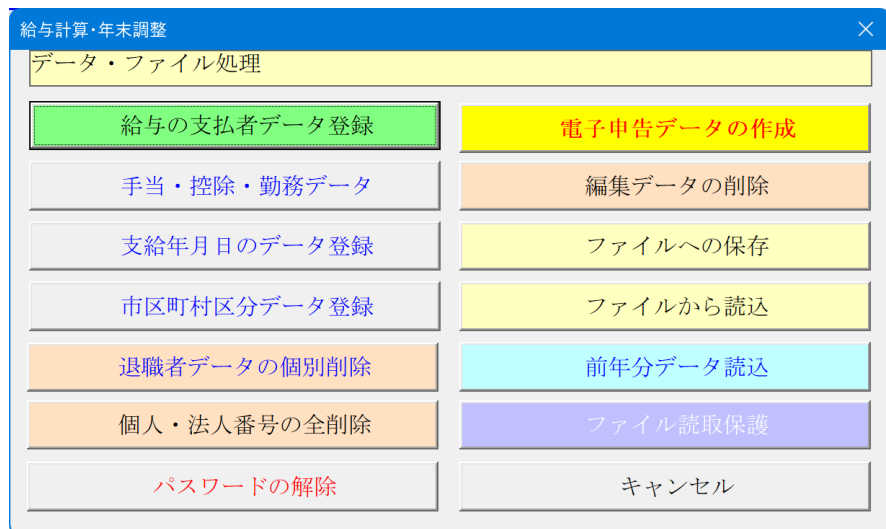 給与計算･年末調整
データ・ファイル処理
給与の支払者データ登録
電子申告データの作成
手当・控除・勤務データ
編集データの削除
支給年月日のデータ登録
ファイルへの保存
市区町村区分データ登録
ファイルから読込
退職者データの個別削除
前年分データ読込
個人・法人番号の全削除
ファイル読取保護
パスワードの解除
キャンセル